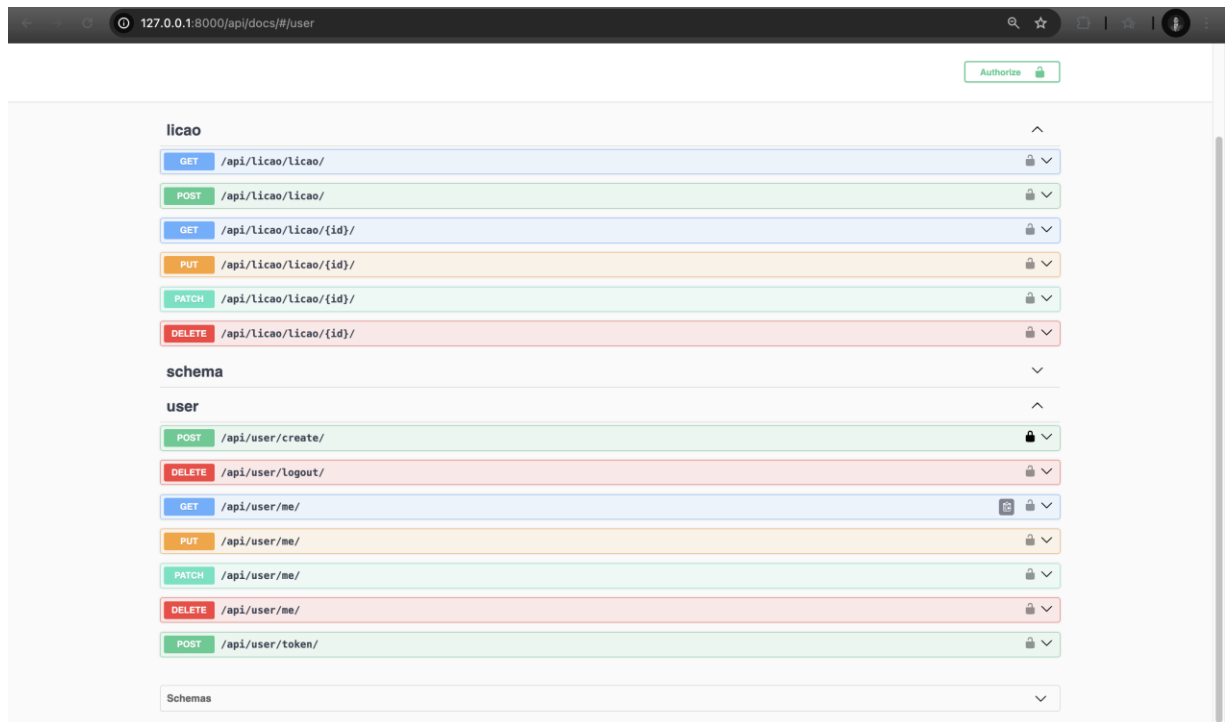 127.0.0.1:8000/api/docs/#/user
Authorize
licao
GET /api/licao/licao/
POST /api/licao/licao/
GET /api/licao/licao/{id}/
PUT /api/licao/licao/{id}/
PATCH /api/licao/licao/{id}/
DELETE /api/licao/licao/{id}/
schema
user
POST /api/user/create/
DELETE /api/user/logout/
GET /api/user/me/
PUT /api/user/me/
PATCH /api/user/me/
DELETE /api/user/me/
POST /api/user/token/
Schemas